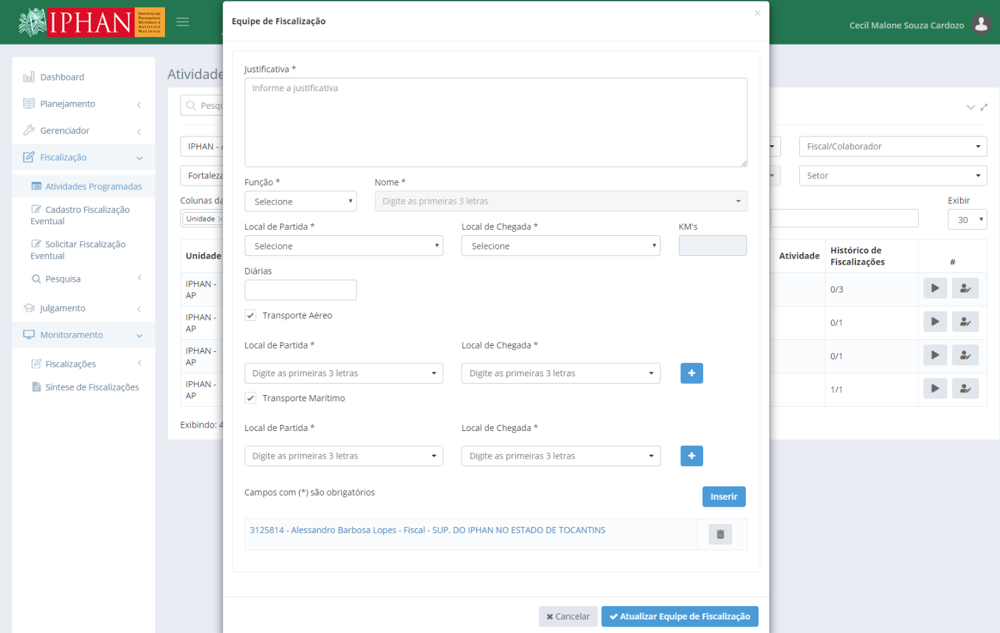 IPHAN
INSTITUTO DO
PATRIMÔNIO
HISTÓRICO E
ARTÍSTICO
NACIONAL
Equipe de Fiscalização
×
Cecil Malone Souza Cardozo
Dashboard
Planejamento
Gerenciador
Fiscalização
Atividades Programadas
Cadastro Fiscalização
Eventual
Solicitar Fiscalização
Eventual
Pesquisa
Julgamento
Monitoramento
Fiscalizações
Síntese de Fiscalizações
Atividade
Pesqu
IPHAN - A
Fortaleza
Colunas da
Unidade ×
Unidade
IPHAN -
AP
IPHAN -
AP
IPHAN -
AP
IPHAN -
AP
Exibindo: 4
Justificativa *
Informe a justificativa
Função *
Nome *
Selecione
Digite as primeiras 3 letras
Local de Partida *
Local de Chegada *
KM's
Selecione
Selecione
Diárias
Transporte Aéreo
Local de Partida *
Local de Chegada *
Digite as primeiras 3 letras
Digite as primeiras 3 letras
+
Transporte Marítimo
Local de Partida *
Local de Chegada *
Digite as primeiras 3 letras
Digite as primeiras 3 letras
+
Campos com (*) são obrigatórios
Inserir
3125814 - Alessandro Barbosa Lopes - Fiscal - SUP. DO IPHAN NO ESTADO DE TOCANTINS
Cancelar
Atualizar Equipe de Fiscalização
Fiscal/Colaborador
Setor
Exibir
30
Atividade
Histórico de
Fiscalizações
#
0/3
0/1
0/1
1/1